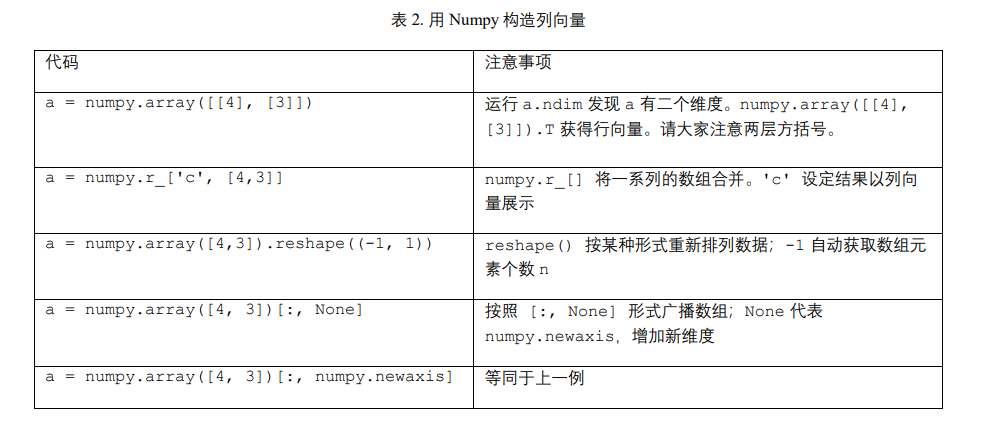 表 2. 用 Numpy 构造列向量
代码
注意事项
a = numpy.array([[4], [3]])
运行 a.ndim 发现 a 有二个维度。numpy.array([[4],
[3]]).T 获得行向量。请大家注意两层方括号。
a = numpy.r_['c', [4,3]]
numpy.r_[] 将一系列的数组合并。'c' 设定结果以列向
量展示
a = numpy.array([4,3]).reshape((-1, 1))
reshape() 按某种形式重新排列数据；-1 自动获取数组元
素个数 n
a = numpy.array([4, 3])[:, None]
按照 [:, None] 形式广播数组；None 代表
numpy.newaxis，增加新维度
a = numpy.array([4, 3])[:, numpy.newaxis]
等同于上一例